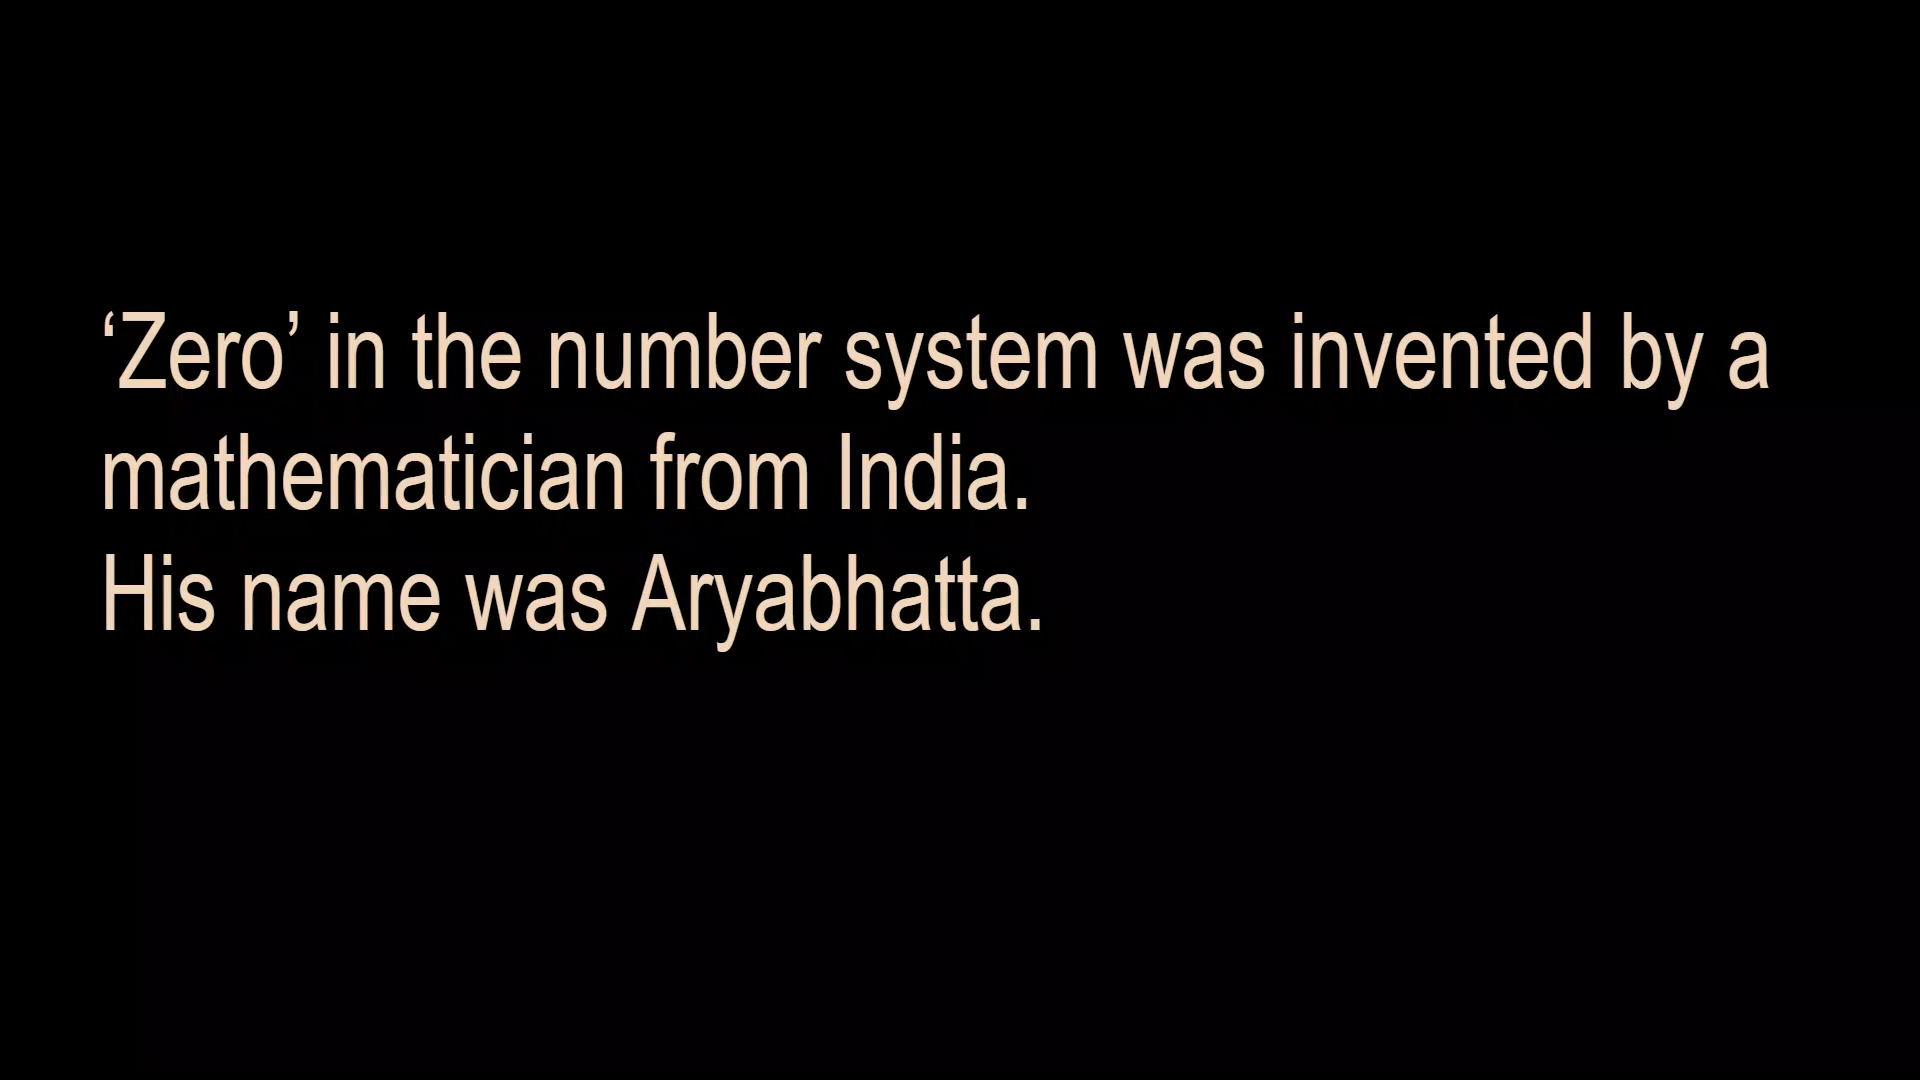 ‘Zero’ in the number system was invented by a
mathematician from India.
His name was Aryabhatta.